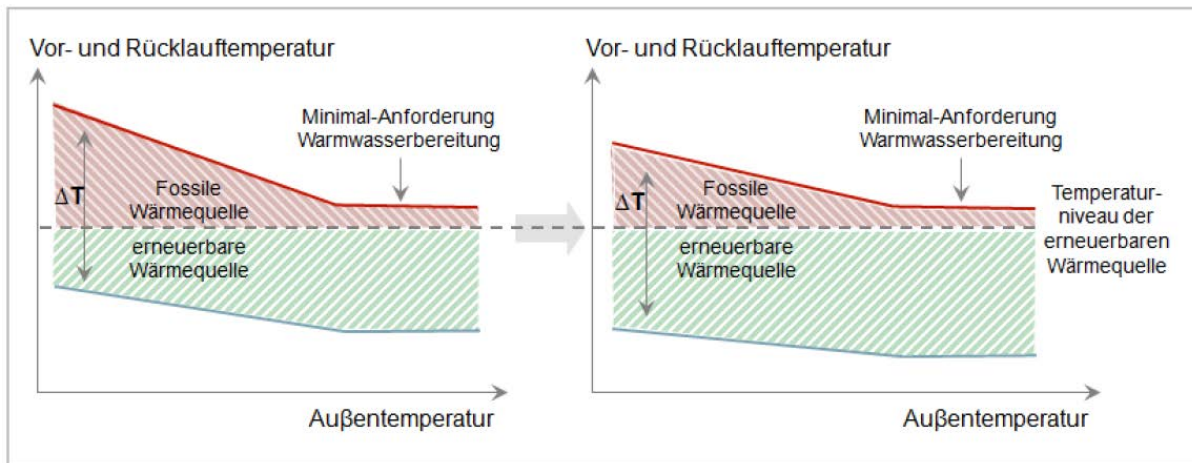 Vor- und Rücklauftemperatur
Minimal-Anforderung
Warmwasserbereitung
ΔT
Fossile
Wärmequelle
erneuerbare
Wärmequelle
Außentemperatur
Vor- und Rücklauftemperatur
Minimal-Anforderung
Warmwasserbereitung
ΔT
Fossile
Wärmequelle
erneuerbare
Wärmequelle
Temperatur-
niveau der
erneuerbaren
Wärmequelle
Außentemperatur